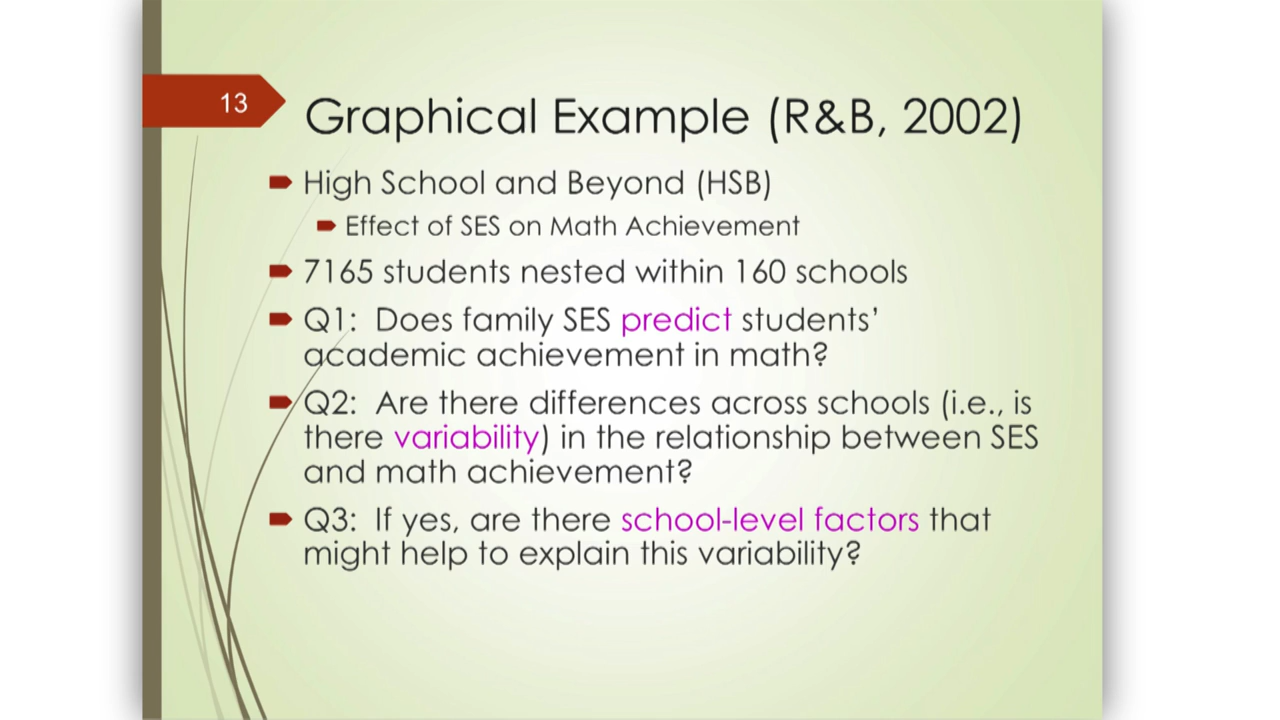 13
Graphical Example (R&B, 2002)
High School and Beyond (HSB)
Effect of SES on Math Achievement
7165 students nested within 160 schools
Q1: Does family SES predict students’
academic achievement in math?
Q2: Are there differences across schools (i.e., is
there variability) in the relationship between SES
and math achievement?
Q3: If yes, are there school-level factors that
might help to explain this variability?